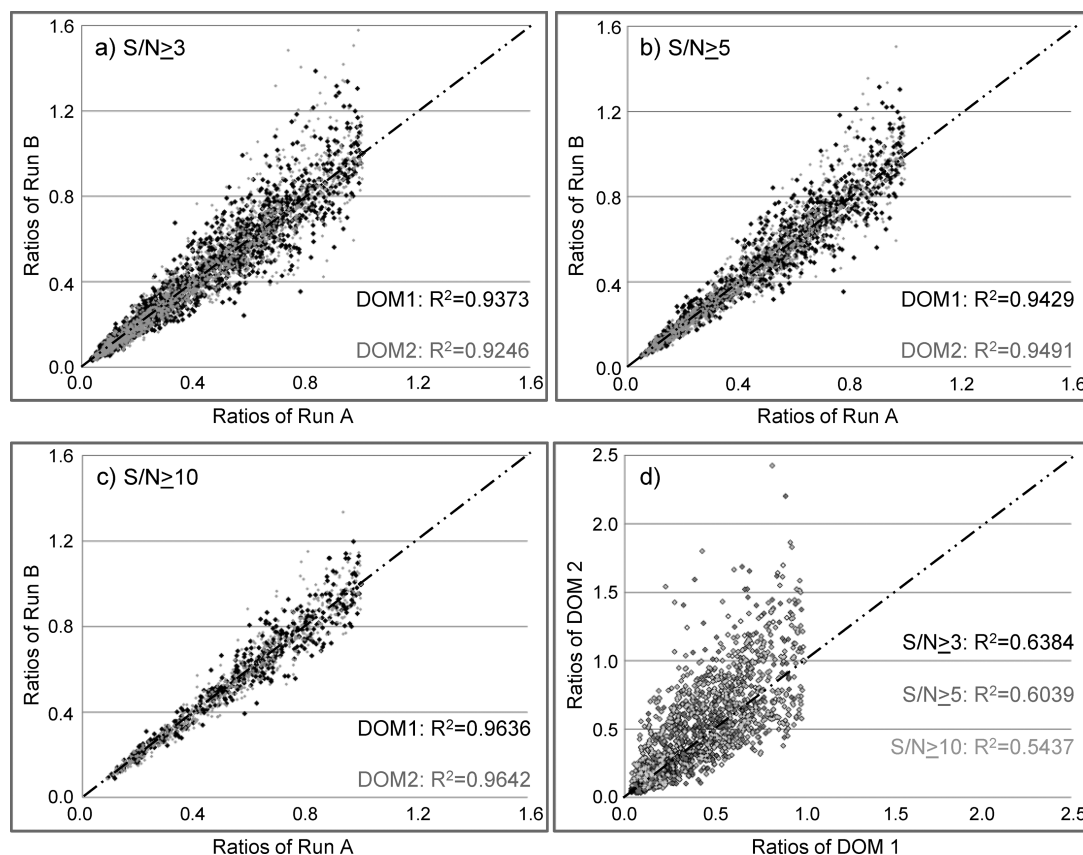 a) S/N≥3
1.6
1.2
0.8
0.4
0.0
Ratios of Run B
DOM1: R²=0.9373
DOM2: R²=0.9246
0.0 0.4 0.8 1.2 1.6
Ratios of Run A
b) S/N≥5
1.6
1.2
0.8
0.4
0.0
Ratios of Run B
DOM1: R²=0.9429
DOM2: R²=0.9491
0.0 0.4 0.8 1.2 1.6
Ratios of Run A
c) S/N≥10
1.6
1.2
0.8
0.4
0.0
Ratios of Run B
DOM1: R²=0.9636
DOM2: R²=0.9642
0.0 0.4 0.8 1.2 1.6
Ratios of Run A
d)
2.5
2.0
1.5
1.0
0.5
0.0
Ratios of DOM 2
S/N≥3: R²=0.6384
S/N≥5: R²=0.6039
S/N≥10: R²=0.5437
0.0 0.5 1.0 1.5 2.0 2.5
Ratios of DOM 1